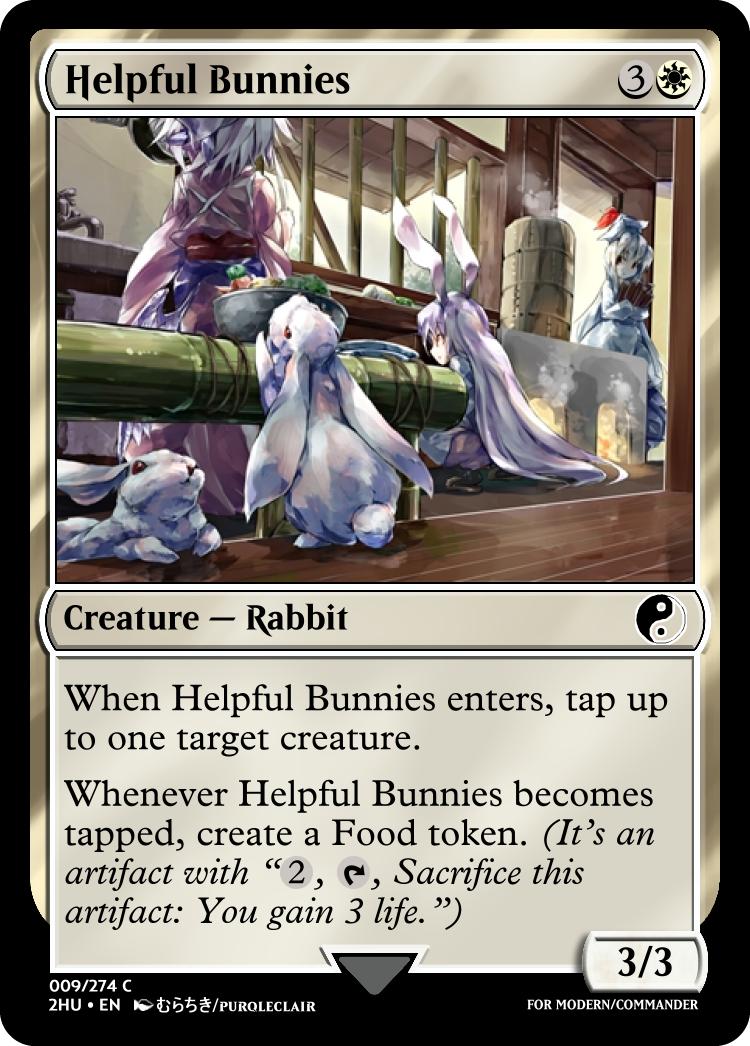 Helpful Bunnies 3
Creature — Rabbit
When Helpful Bunnies enters, tap up
to one target creature.
Whenever Helpful Bunnies becomes
tapped, create a Food token. (It's an
artifact with “2, , Sacrifice this
artifact: You gain 3 life.”)
3/3
009/274 C
2HU • EN むらちき/PURQLECLAIR
FOR MODERN/COMMANDER